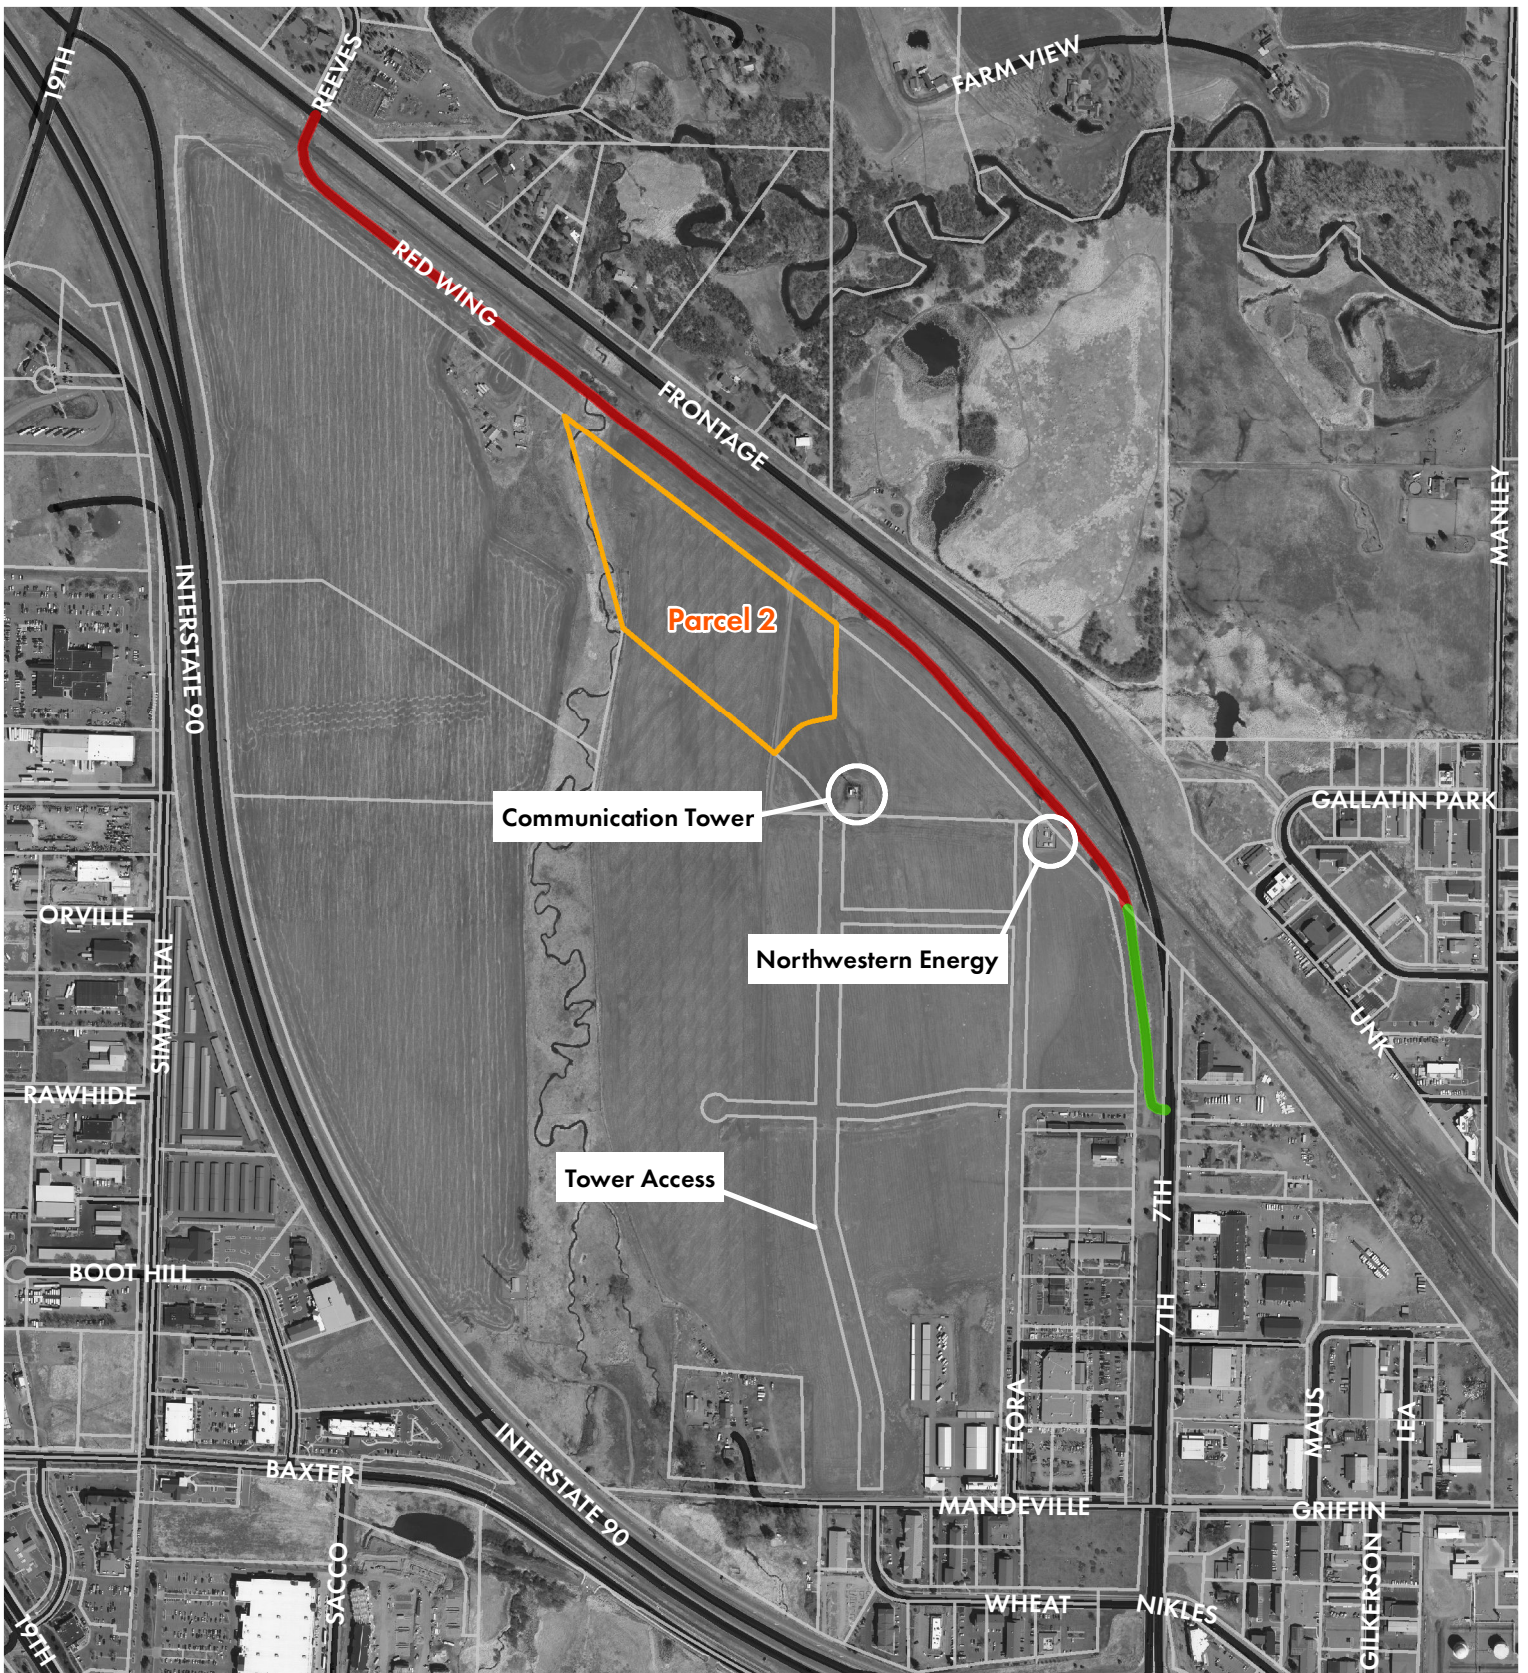 19TH
REEVES
FARM VIEW
RED WING
FRONTAGE
MANLEY
INTERSTATE 90
Parcel 2
GALLATIN PARK
Communication Tower
ORVILLE
SIMMENTAL
Northwestern Energy
UNK
RAWHIDE
Tower Access
7TH
BOOT HILL
7TH
FLORA
MAUS
LEA
BAXTER
INTERSTATE 90
MANDEVILLE
GRIFFIN
SACCO
GILKERSON
WHEAT
NIKLES
19TH